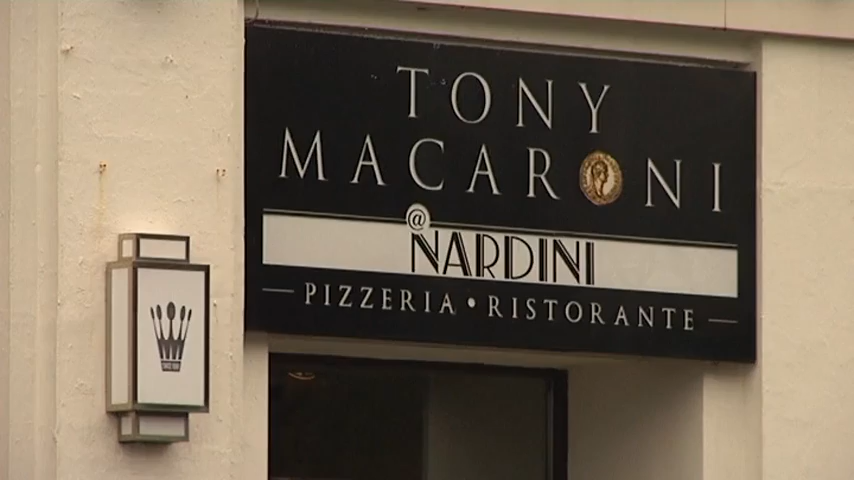 TONY
MACARONI
@
NARDINI
PIZZERIA • RISTORANTE